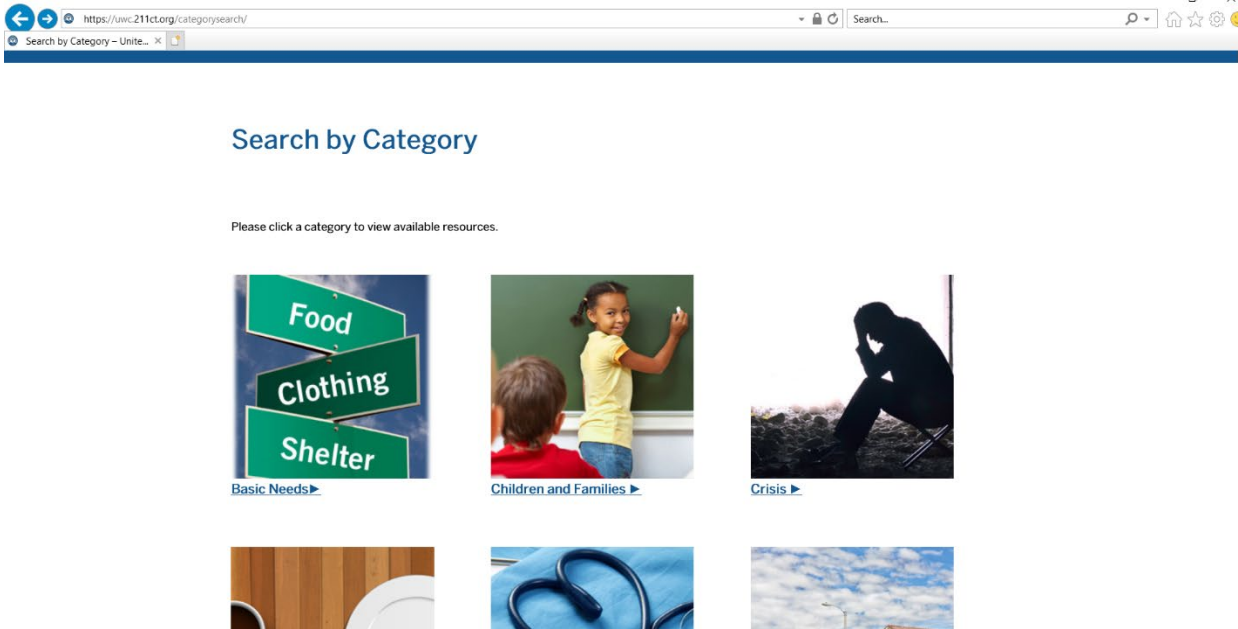 https://uwc.211ct.org/categorysearch/
Search...
Search by Category – Unite...
Search by Category
Please click a category to view available resources.
Food
Clothing
Shelter
Basic Needs►
Children and Families ►
Crisis ►